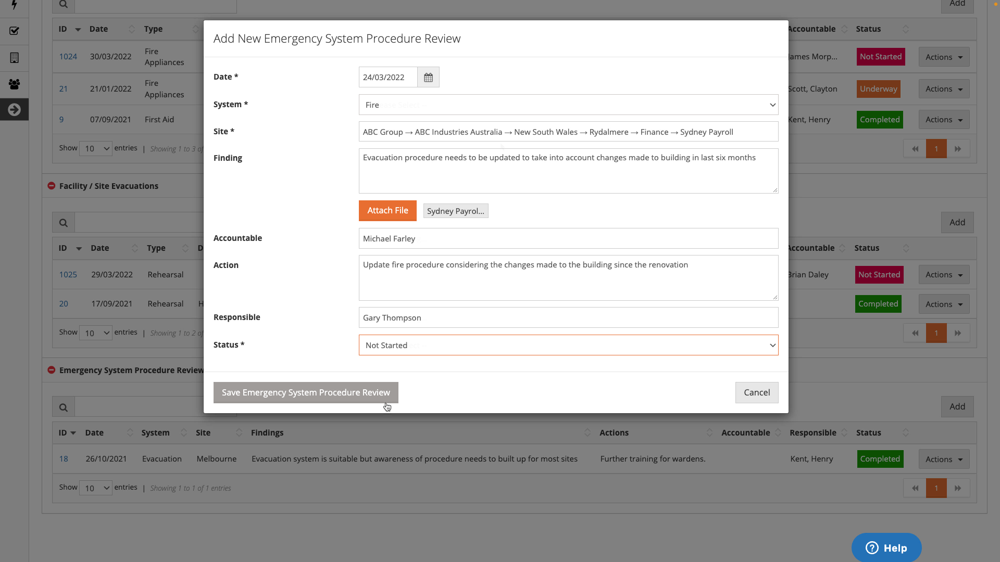 Add
ID Date Type Accountable Status
1024 30/03/2022 Fire Appliances James Morp... Not Started Actions
21 21/01/2022 Fire Appliances Scott, Clayton Underway Actions
9 07/09/2021 First Aid Kent, Henry Completed Actions
Show 10 entries | Showing 1 to 3 of 1
Facility / Site Evacuations
Add
ID Date Type Accountable Status
1025 29/03/2022 Rehearsal Brian Daley Not Started Actions
20 17/09/2021 Rehearsal H Completed Actions
Show 10 entries | Showing 1 to 2 of 1
Emergency System Procedure Review
Add
ID Date System Site Findings Actions Accountable Responsible Status
18 26/10/2021 Evacuation Melbourne Evacuation system is suitable but awareness of procedure needs to built up for most sites Further training for wardens. Kent, Henry Completed Actions
Show 10 entries | Showing 1 to 1 of 1 entries 1
Add New Emergency System Procedure Review
Date * 24/03/2022
System * Fire
Site * ABC Group → ABC Industries Australia → New South Wales → Rydalmere → Finance → Sydney Payroll
Finding Evacuation procedure needs to be updated to take into account changes made to building in last six months
Attach File Sydney Payrol...
Accountable Michael Farley
Action Update fire procedure considering the changes made to the building since the renovation
Responsible Gary Thompson
Status * Not Started
Save Emergency System Procedure Review Cancel
Help